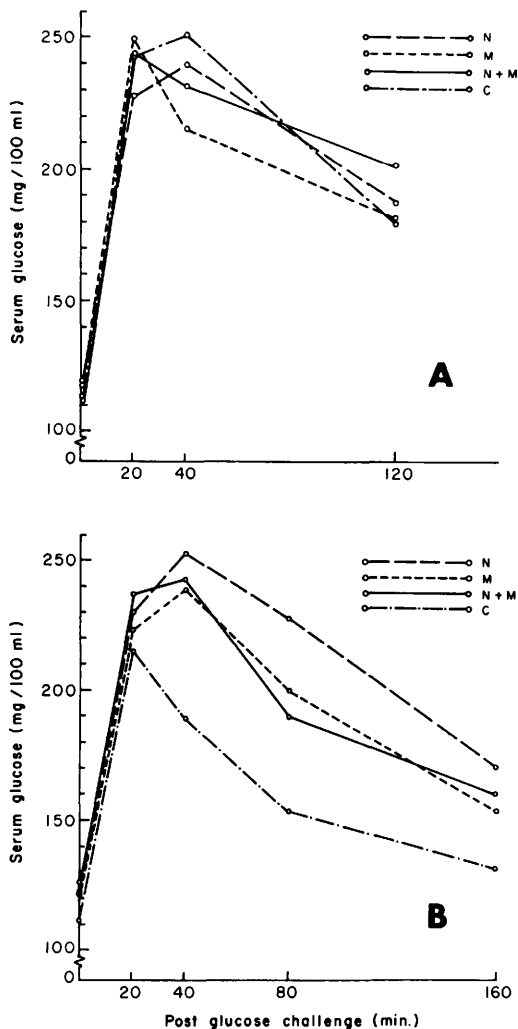 250
200
150
100
0
Serum glucose (mg/100 ml)
N
M
N + M
C
A
20 40 120
250
200
150
100
0
Serum glucose (mg/100 ml)
N
M
N + M
C
B
20 40 80 160
Post glucose challenge (min.)